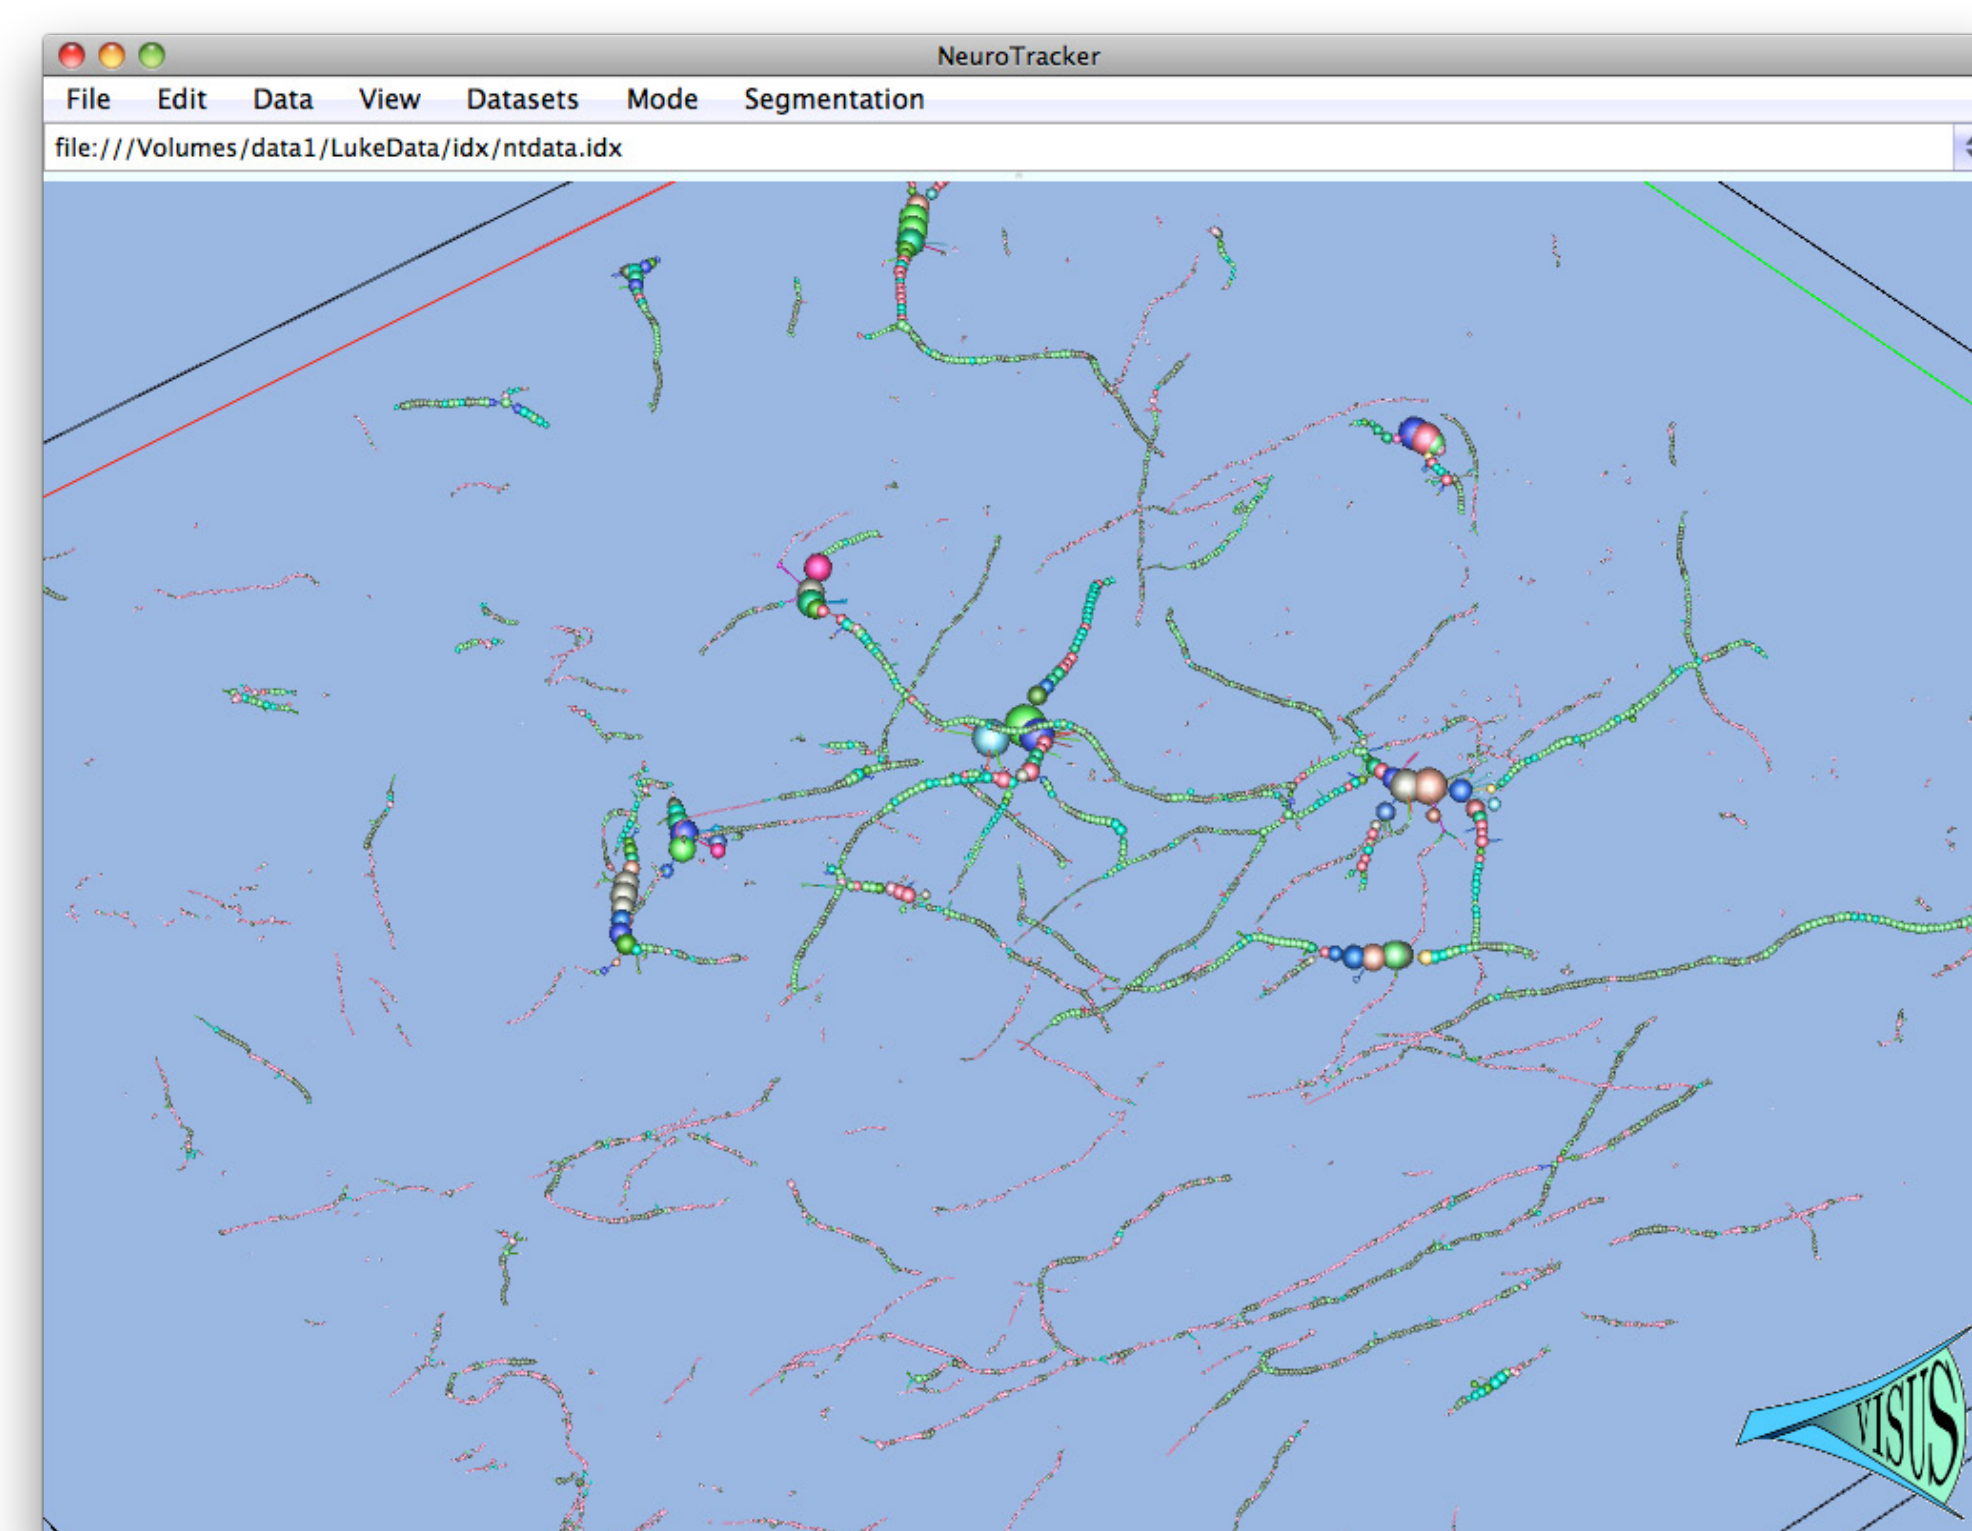 NeuroTracker
File Edit Data View Datasets Mode Segmentation
file:///Volumes/data1/LukeData/idx/ntdata.idx
VISUS